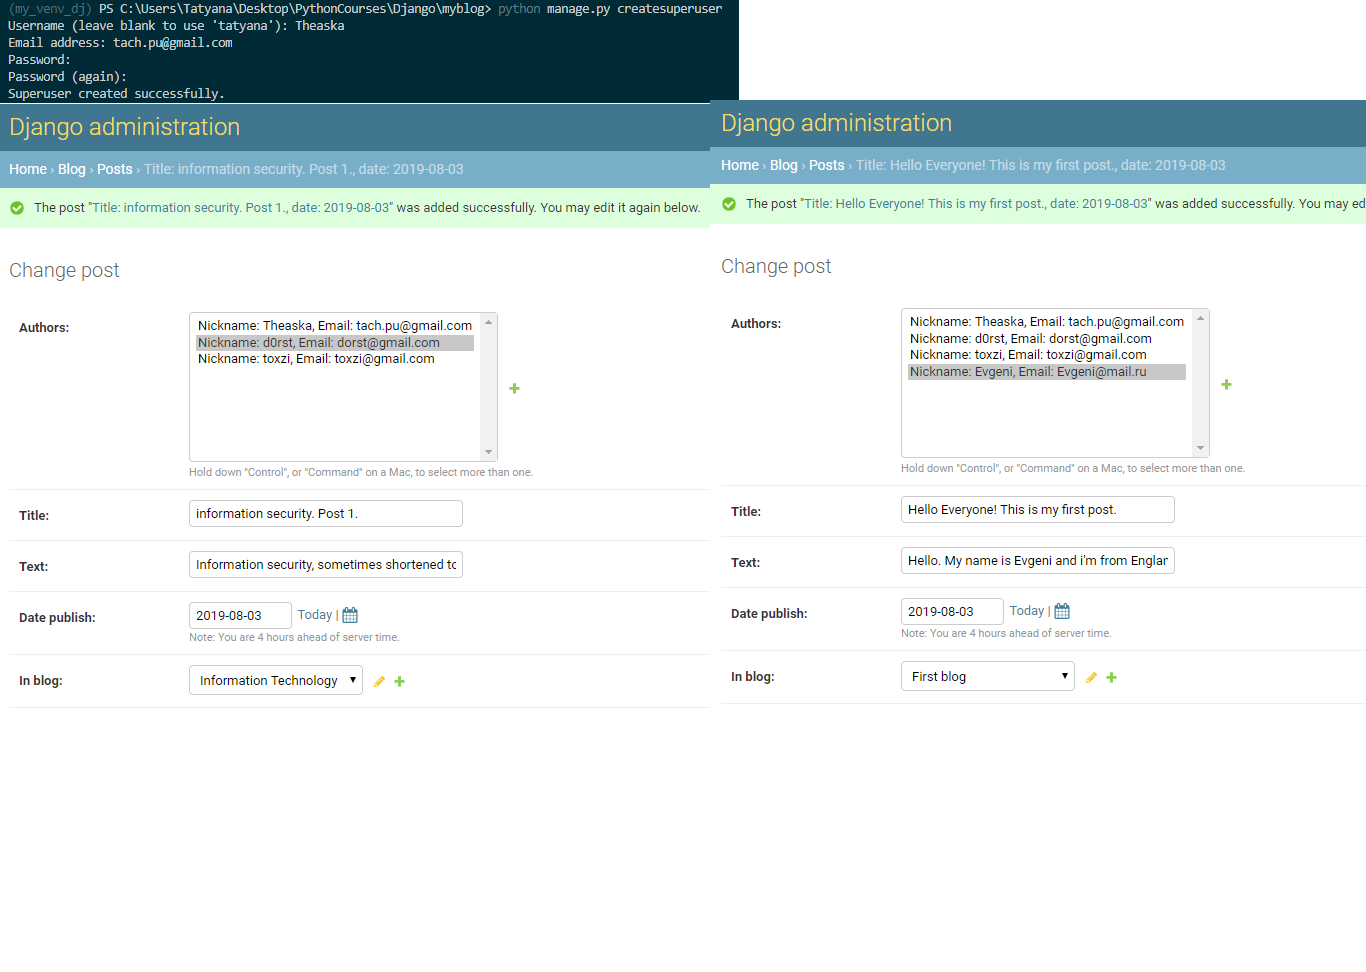 (my_venv_dj) PS C:\Users\Tatyana\Desktop\PythonCourses\Django\myblog> python manage.py createsuperuser
Username (leave blank to use 'tatyana'): Theaska
Email address: tach.pu@gmail.com
Password:
Password (again):
Superuser created successfully.
Django administration
Home › Blog › Posts › Title: information security. Post 1., date: 2019-08-03
The post "Title: information security. Post 1., date: 2019-08-03" was added successfully. You may edit it again below.
Change post
Authors:
Nickname: Theaska, Email: tach.pu@gmail.com
Nickname: d0rst, Email: dorst@gmail.com
Nickname: toxzi, Email: toxzi@gmail.com
Hold down "Control", or "Command" on a Mac, to select more than one.
Title:
information security. Post 1.
Text:
Information security, sometimes shortened to
Date publish:
2019-08-03
Today |
Note: You are 4 hours ahead of server time.
In blog:
Information Technology
Django administration
Home › Blog › Posts › Title: Hello Everyone! This is my first post., date: 2019-08-03
The post "Title: Hello Everyone! This is my first post., date: 2019-08-03" was added successfully. You may ed
Change post
Authors:
Nickname: Theaska, Email: tach.pu@gmail.com
Nickname: d0rst, Email: dorst@gmail.com
Nickname: toxzi, Email: toxzi@gmail.com
Nickname: Evgeni, Email: Evgeni@mail.ru
Hold down "Control", or "Command" on a Mac, to select more than one.
Title:
Hello Everyone! This is my first post.
Text:
Hello. My name is Evgeni and i'm from Englan
Date publish:
2019-08-03
Today |
Note: You are 4 hours ahead of server time.
In blog:
First blog